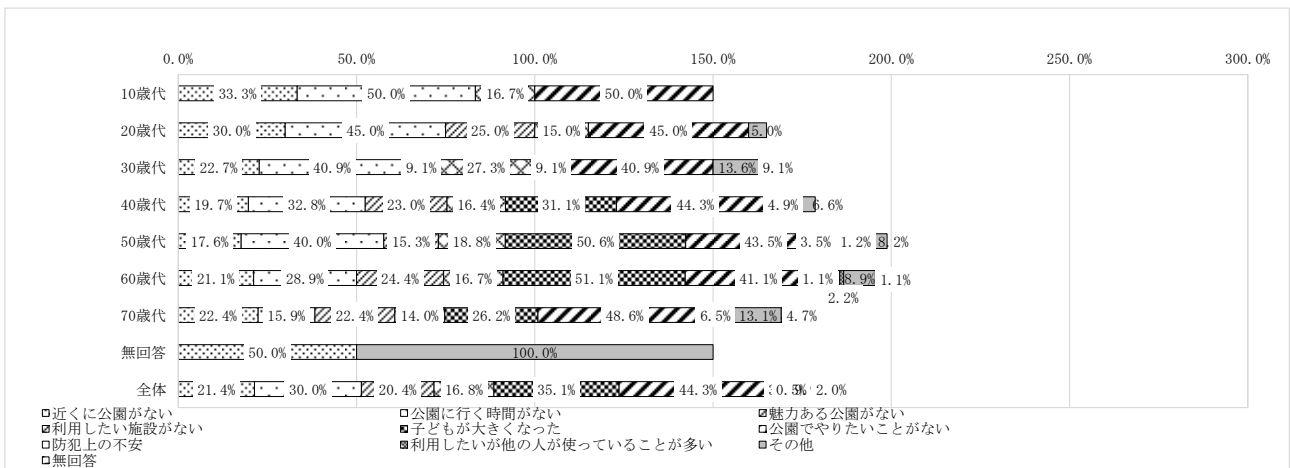 0.0% 50.0% 100.0% 150.0% 200.0% 250.0% 300.0%
10歳代 33.3% 50.0% 16.7% 50.0%
20歳代 30.0% 45.0% 25.0% 15.0% 45.0% 5.0%
30歳代 22.7% 40.9% 9.1% 27.3% 9.1% 40.9% 13.6% 9.1%
40歳代 19.7% 32.8% 23.0% 16.4% 31.1% 44.3% 4.9% 6.6%
50歳代 17.6% 40.0% 15.3% 18.8% 50.6% 43.5% 3.5% 1.2% 8.2%
60歳代 21.1% 28.9% 24.4% 16.7% 51.1% 41.1% 1.1% 8.9% 1.1%
2.2%
70歳代 22.4% 15.9% 22.4% 14.0% 26.2% 48.6% 6.5% 13.1% 4.7%
無回答 50.0% 100.0%
全体 21.4% 30.0% 20.4% 16.8% 35.1% 44.3% 0.5% 2.0%
近くに公園がない 公園に行く時間がない 魅力ある公園がない
利用したい施設がない 子どもが大きくなった 公園でやりたいことがない
防犯上の不安 利用したいが他の人が使っていることが多い その他
無回答